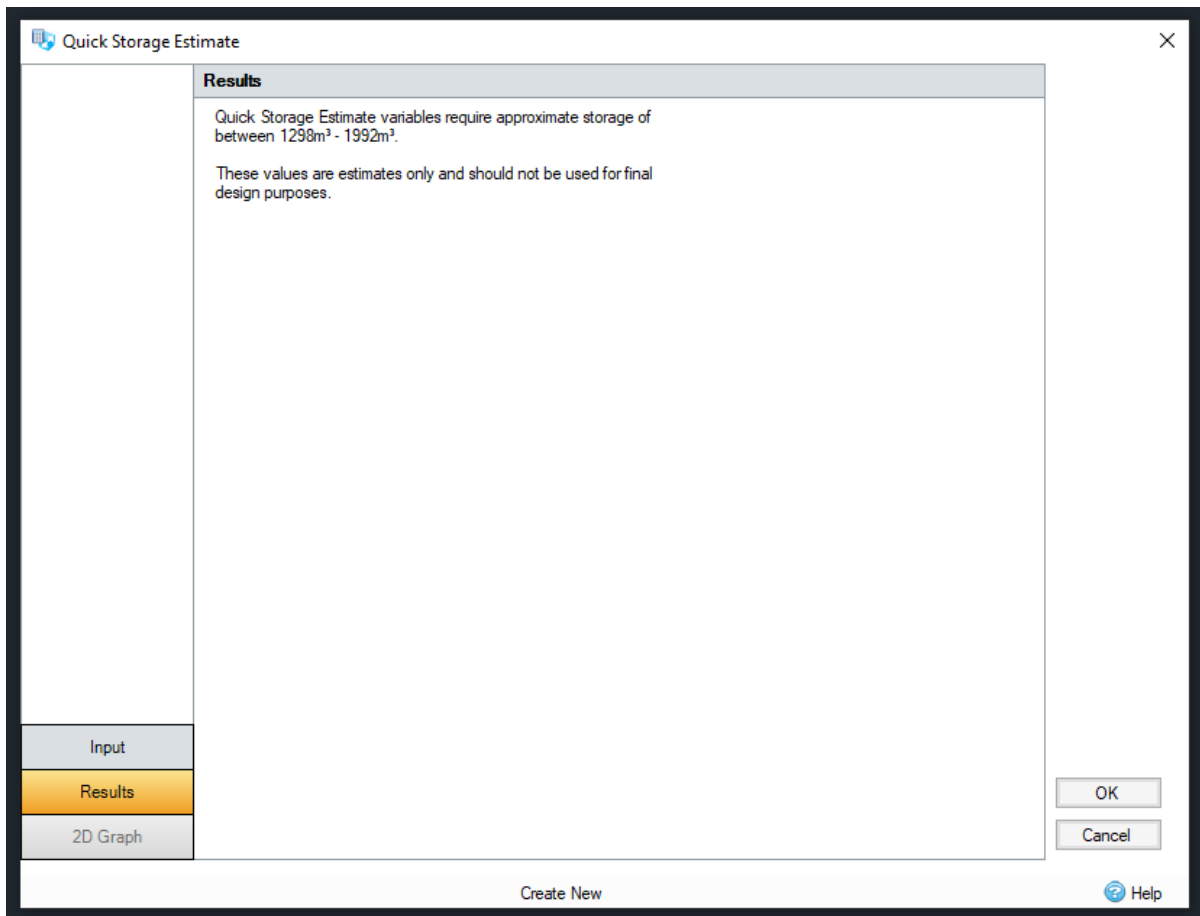 Quick Storage Estimate
Results
Quick Storage Estimate variables require approximate storage of
between 1298m³ - 1992m³.
These values are estimates only and should not be used for final
design purposes.
Input
Results
2D Graph
OK
Cancel
Create New
Help